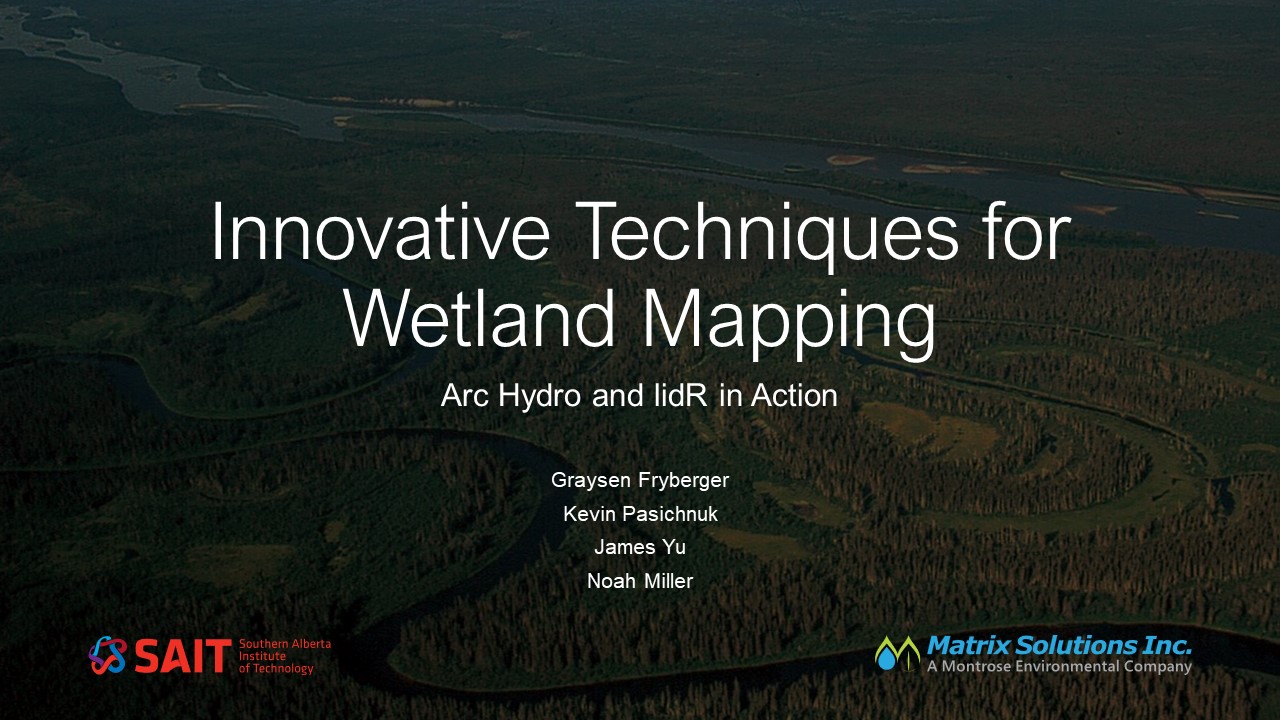 Innovative Techniques for
Wetland Mapping
Arc Hydro and lidR in Action
Graysen Fryberger
Kevin Pasichnuk
James Yu
Noah Miller
SAIT
Southern Alberta
Institute
of Technology
Matrix Solutions Inc.
A Montrose Environmental Company